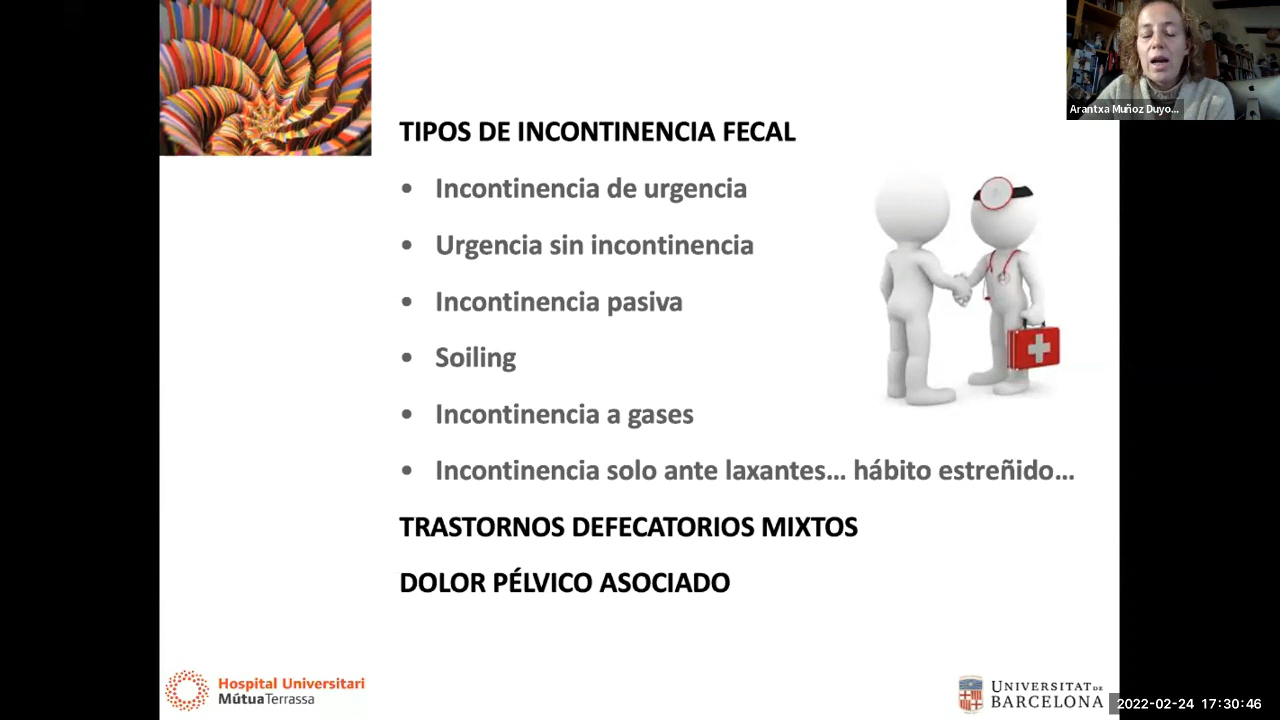 Arantxa Muñoz Duyo...
TIPOS DE INCONTINENCIA FECAL
• Incontinencia de urgencia
• Urgencia sin incontinencia
• Incontinencia pasiva
• Soiling
• Incontinencia a gases
• Incontinencia solo ante laxantes... hábito estreñido...
TRASTORNOS DEFECATORIOS MIXTOS
DOLOR PÉLVICO ASOCIADO
Hospital Universitari
MútuaTerrassa
UNIVERSITAT DE
BARCELONA
2022-02-24 17:30:46